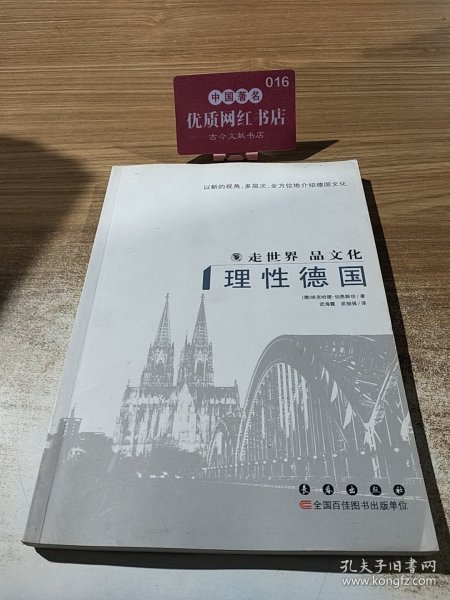 016
中国著名
优质网红书店
古今文献书店
以新的视角,多层次,全方位地介绍德国文化
走世界 品文化
理性德国
(德)埃克哈德·伯恩斯坦/著
武海霞 武银强/译
长春出版社
全国百佳图书出版单位
孔夫子旧书网
www.kongfz.com